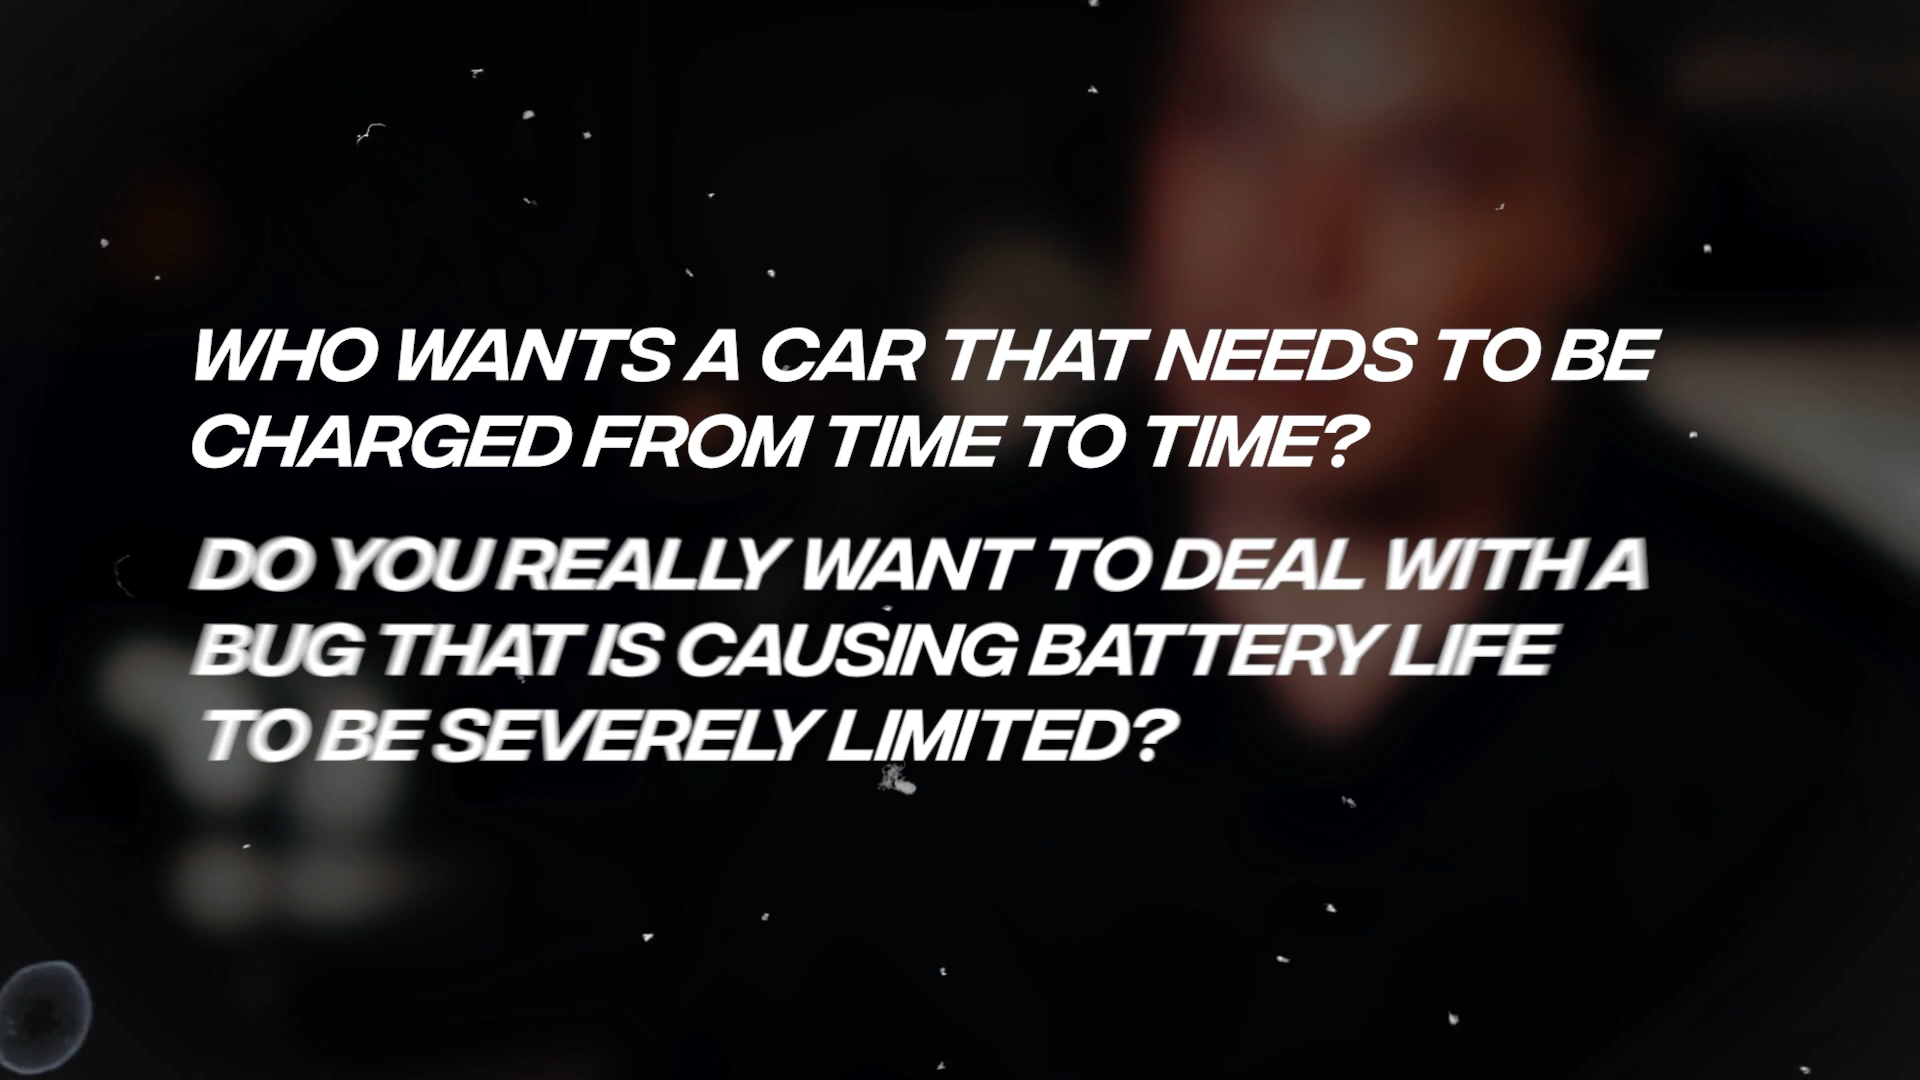 WHO WANTS A CAR THAT NEEDS TO BE
CHARGED FROM TIME TO TIME?
DO YOU REALLY WANT TO DEAL WITH A
BUG THAT IS CAUSING BATTERY LIFE
TO BE SEVERELY LIMITED?